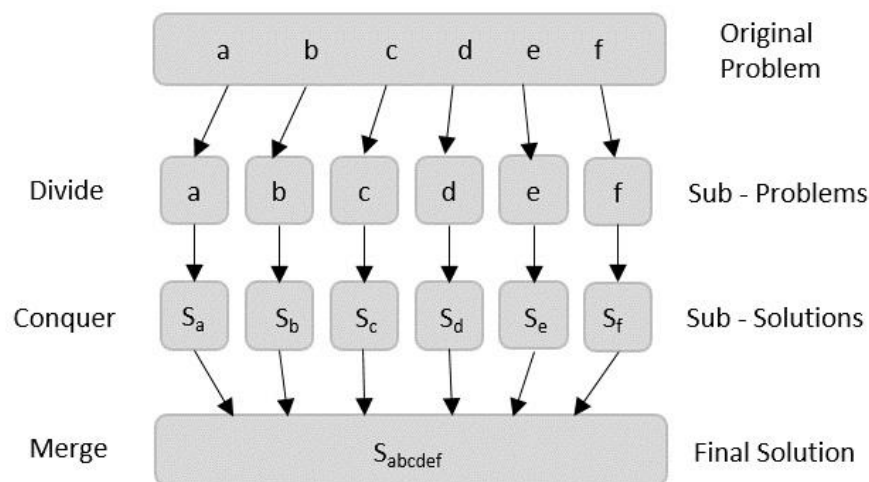 a b c d e f
Original
Problem
Divide
a b c d e f
Sub - Problems
Conquer
Sa Sb Sc Sd Se Sf
Sub - Solutions
Merge
Sabcdef
Final Solution